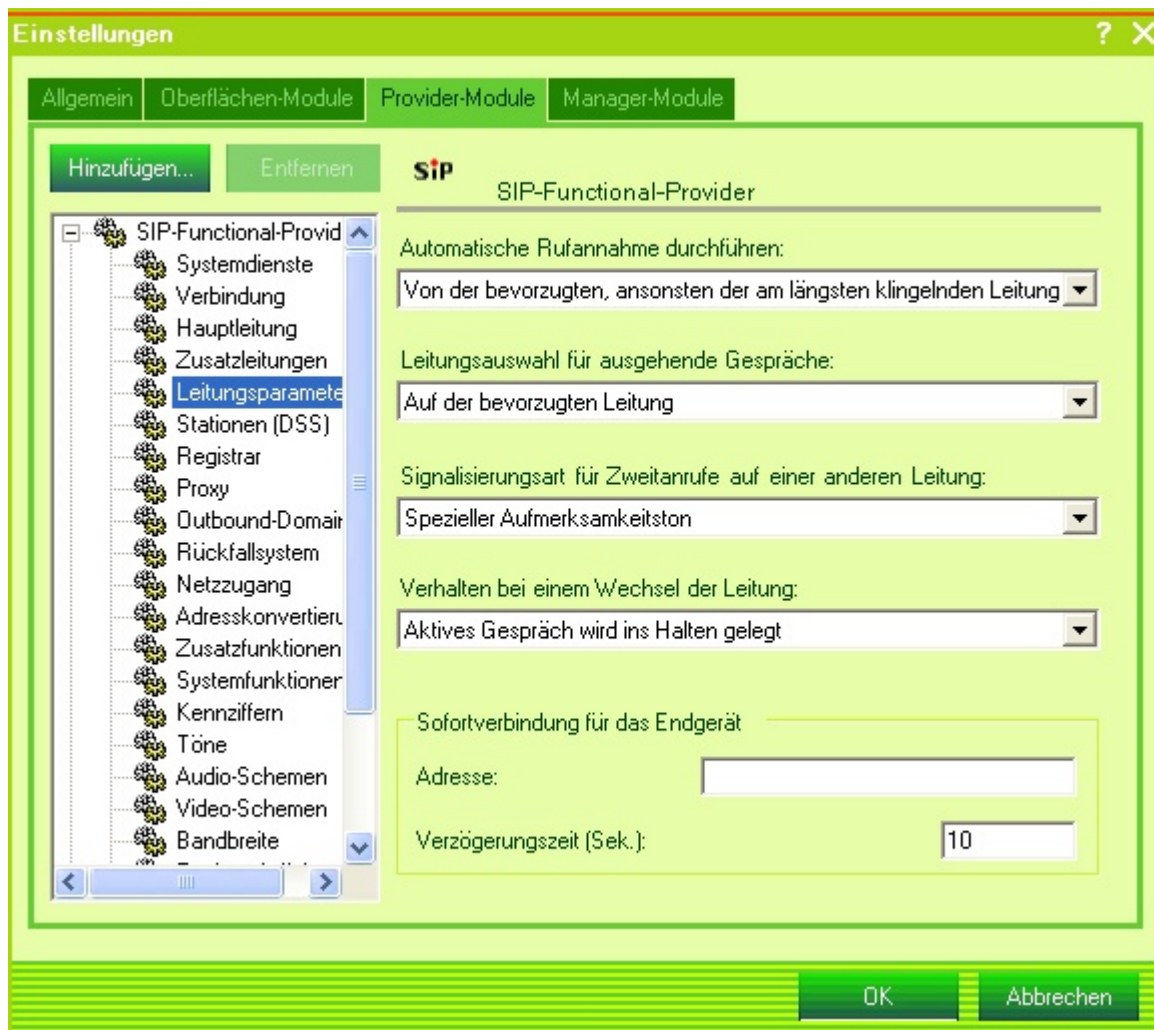 Einstellungen
?
Allgemein
Oberflächen-Module
Provider-Module
Manager-Module
Hinzufügen...
Entfernen
SIP-Functional-Provid
Systemdienste
Verbindung
Hauptleitung
Zusatzleitungen
Leitungsparamete
Stationen (DSS)
Registrar
Proxy
Outbound-Domain
Rückfallsystem
Netzzugang
Adresskonvertieru
Zusatzfunktionen
Systemfunktionen
Kennziffern
Töne
Audio-Schemen
Video-Schemen
Bandbreite
SIP
SIP-Functional-Provider
Automatische Rufannahme durchführen:
Von der bevorzugten, ansonsten der am längsten klingelnden Leitung
Leitungsauswahl für ausgehende Gespräche:
Auf der bevorzugten Leitung
Signalisierungsart für Zweitanrufe auf einer anderen Leitung:
Spezieller Aufmerksamkeitston
Verhalten bei einem Wechsel der Leitung:
Aktives Gespräch wird ins Halten gelegt
Sofortverbindung für das Endgerät
Adresse:
Verzögerungszeit (Sek.):
10
OK
Abbrechen